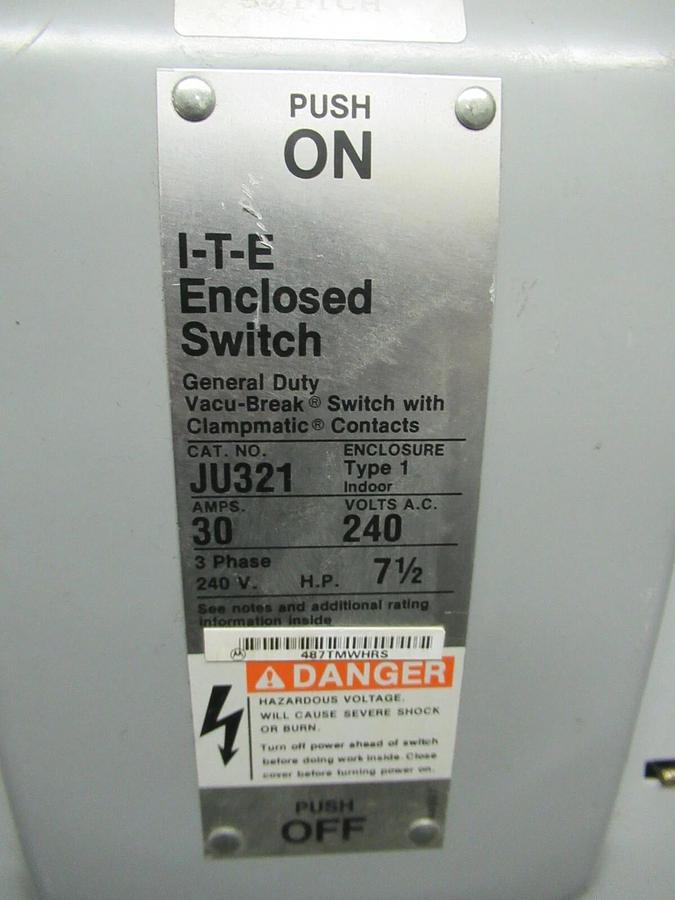 SWITCH
PUSH
ON
I-T-E
Enclosed
Switch
General Duty
Vacu-Break® Switch with
Clampmatic® Contacts
CAT. NO. ENCLOSURE
JU321 Type 1
Indoor
AMPS. VOLTS A.C.
30 240
3 Phase
240 V. H.P. 7½
See notes and additional rating
information inside
487TMWHRS
DANGER
HAZARDOUS VOLTAGE.
WILL CAUSE SEVERE SHOCK
OR BURN.
Turn off power ahead of switch
before doing work inside. Close
cover before turning power on.
PUSH
OFF